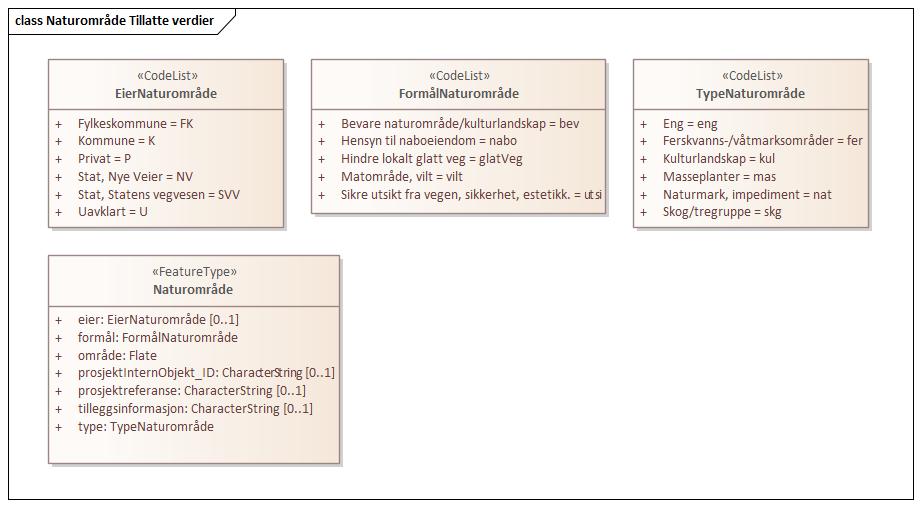 class Naturområde Tillatte verdier
«CodeList»
EierNaturområde
+ Fylkeskommune = FK
+ Kommune = K
+ Privat = P
+ Stat, Nye Veier = NV
+ Stat, Statens vegvesen = SVV
+ Uavklart = U
«CodeList»
FormålNaturområde
+ Bevare naturområde/kulturlandskap = bev
+ Hensyn til naboeiendom = nabo
+ Hindre lokalt glatt veg = glatVeg
+ Matområde, vilt = vilt
+ Sikre utsikt fra vegen, sikkerhet, estetikk. = utsi
«CodeList»
TypeNaturområde
+ Eng = eng
+ Ferskvanns-/våtmarksområder = fer
+ Kulturlandskap = kul
+ Masseplanter = mas
+ Naturmark, impediment = nat
+ Skog/tregruppe = skg
«FeatureType»
Naturområde
+ eier: EierNaturområde [0..1]
+ formål: FormålNaturområde
+ område: Flate
+ prosjektInternObjekt_ID: CharacterString [0..1]
+ prosjektreferanse: CharacterString [0..1]
+ tilleggsinformasjon: CharacterString [0..1]
+ type: TypeNaturområde